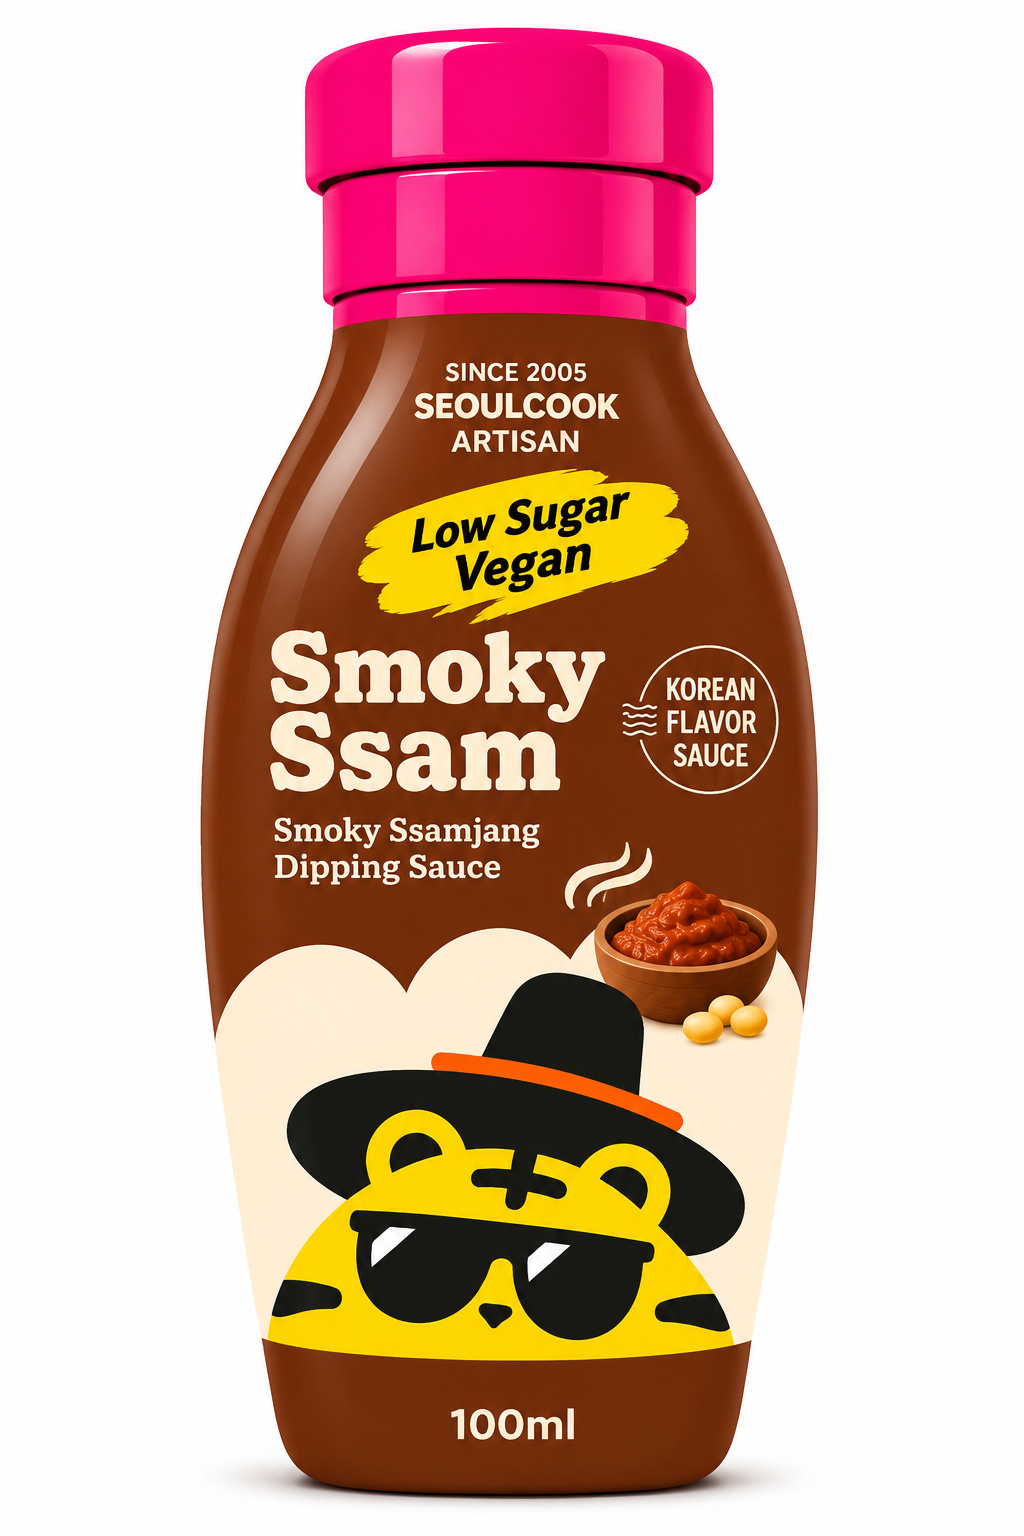 SINCE 2005
SEOULCOOK
ARTISAN
Low Sugar
Vegan
Smoky
Ssam
KOREAN
FLAVOR
SAUCE
Smoky Ssamjang
Dipping Sauce
100ml